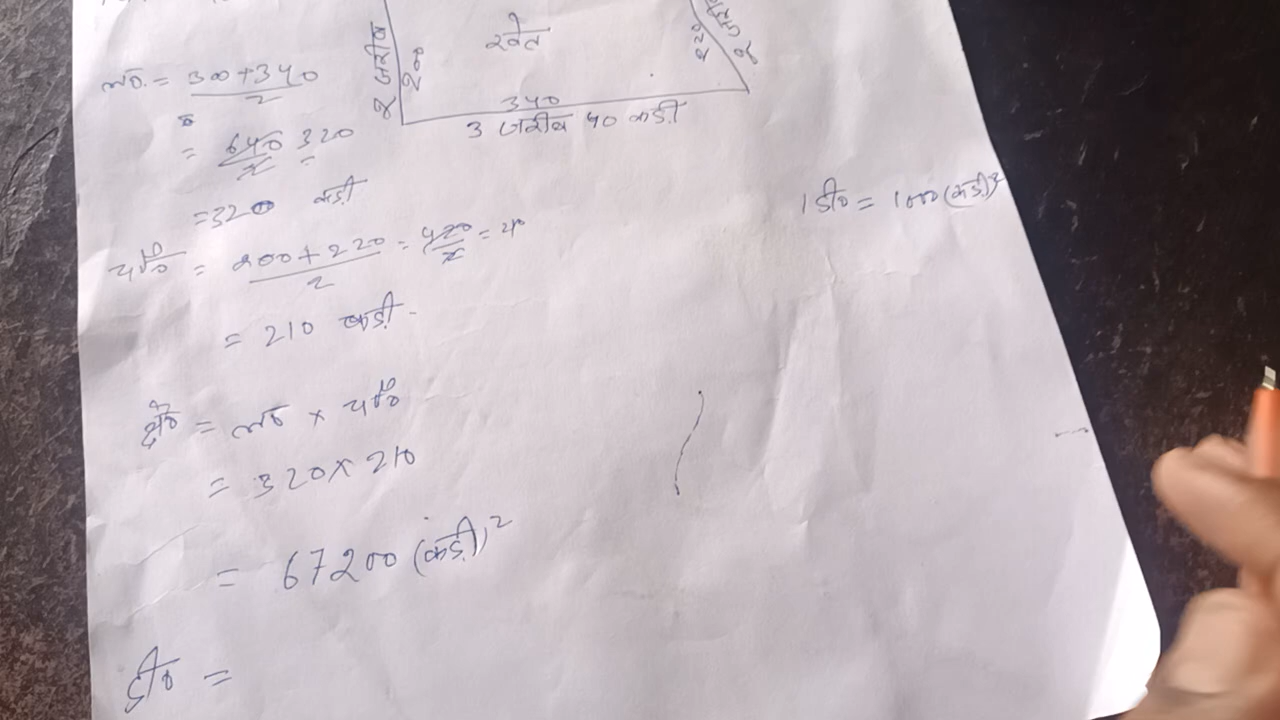 2 जरीब
200
खेत
220
340
3 जरीब 40 कड़ी
ल० = 300+340
2
= 640 320
2
= 320 कड़ी
1 डी० = 1000 (कड़ी)²
चौ० = 200 + 220 = 420 = 210
2 2
= 210 कड़ी
क्षे० = ल० × चौ०
= 320 × 210
= 67200 (कड़ी)²
डी० =